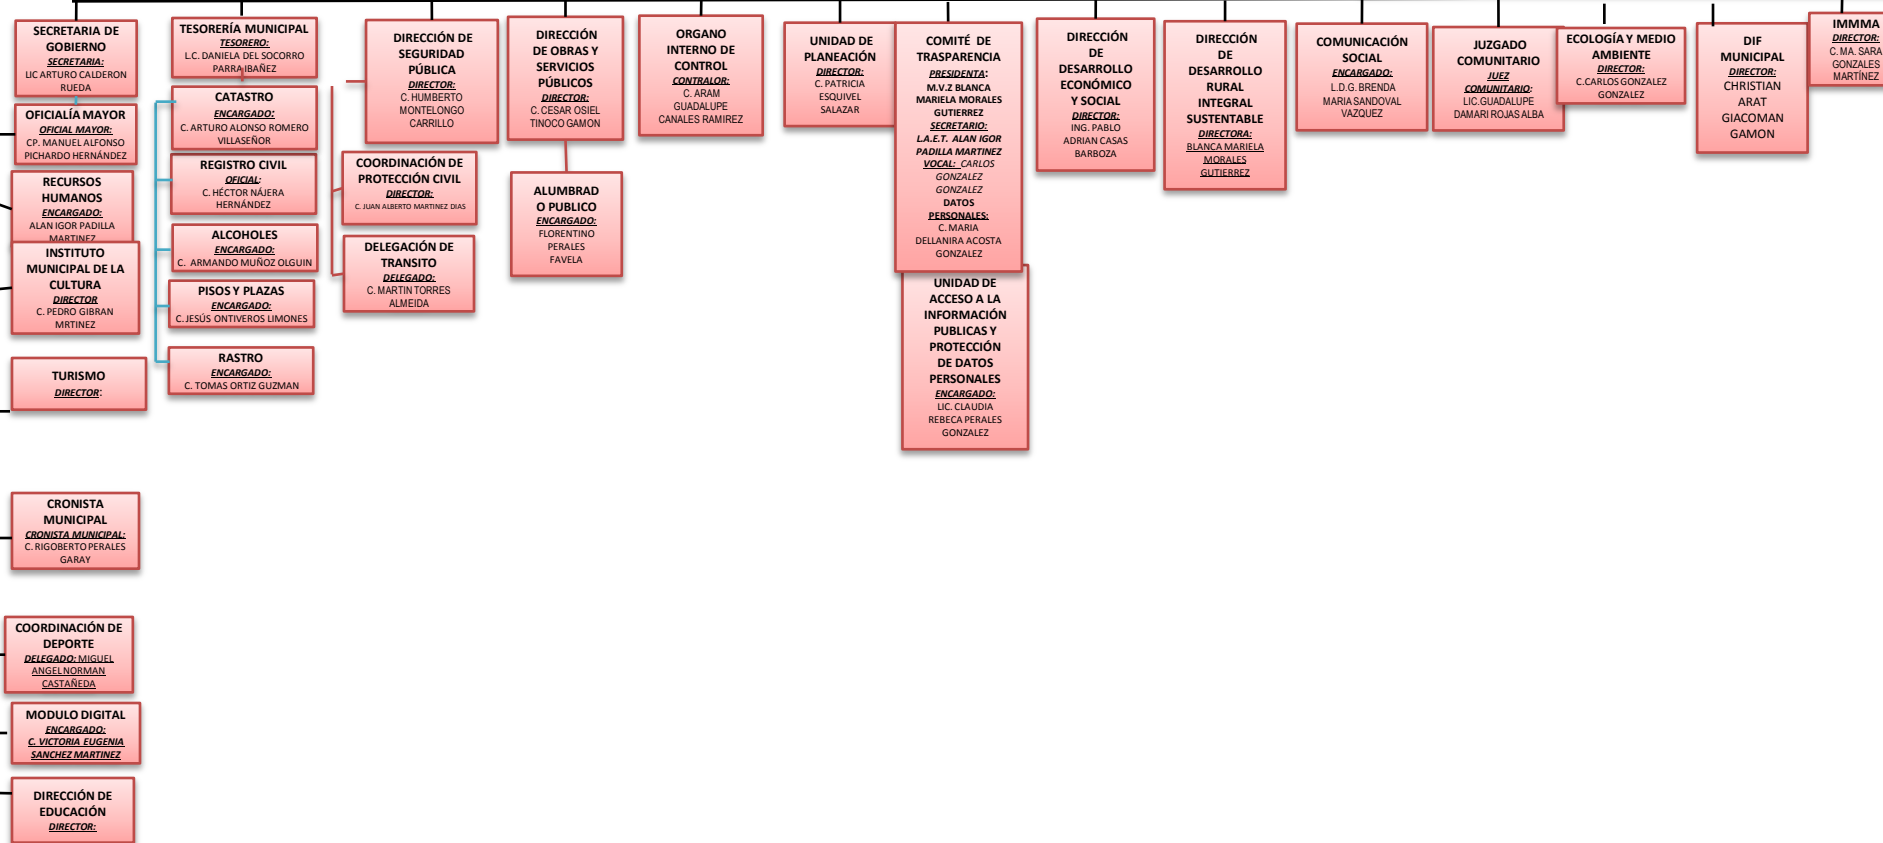 SECRETARIA DE
GOBIERNO
SECRETARIA:
LIC ARTURO CALDERON
RUEDA
OFICIALÍA MAYOR
OFICIAL MAYOR:
CP. MANUEL ALFONSO
PICHARDO HERNÁNDEZ
RECURSOS
HUMANOS
ENCARGADO:
ALAN IGOR PADILLA
MARTINEZ
INSTITUTO
MUNICIPAL DE LA
CULTURA
DIRECTOR
C. PEDRO GIBRAN
MRTINEZ
TURISMO
DIRECTOR:
CRONISTA
MUNICIPAL
CRONISTA MUNICIPAL:
C. RIGOBERTO PERALES
GARAY
COORDINACIÓN DE
DEPORTE
DELEGADO: MIGUEL
ANGEL NORMAN
CASTAÑEDA
MODULO DIGITAL
ENCARGADO:
C. VICTORIA EUGENIA
SANCHEZ MARTINEZ
DIRECCIÓN DE
EDUCACIÓN
DIRECTOR:
TESORERÍA MUNICIPAL
TESORERO:
L.C. DANIELA DEL SOCORRO
PARRA IBAÑEZ
CATASTRO
ENCARGADO:
C. ARTURO ALONSO ROMERO
VILLASEÑOR
REGISTRO CIVIL
OFICIAL:
C. HÉCTOR NÁJERA
HERNÁNDEZ
ALCOHOLES
ENCARGADO:
C. ARMANDO MUÑOZ OLGUIN
PISOS Y PLAZAS
ENCARGADO:
C. JESÚS ONTIVEROS LIMONES
RASTRO
ENCARGADO:
C. TOMAS ORTIZ GUZMAN
DIRECCIÓN DE
SEGURIDAD
PÚBLICA
DIRECTOR:
C. HUMBERTO
MONTELONGO
CARRILLO
COORDINACIÓN DE
PROTECCIÓN CIVIL
DIRECTOR:
C. JUAN ALBERTO MARTINEZ DIAS
DELEGACIÓN DE
TRANSITO
DELEGADO:
C. MARTIN TORRES
ALMEIDA
DIRECCIÓN
DE OBRAS Y
SERVICIOS
PÚBLICOS
DIRECTOR:
C. CESAR OSIEL
TINOCO GAMON
ALUMBRAD
O PUBLICO
ENCARGADO:
FLORENTINO
PERALES
FAVELA
ORGANO
INTERNO DE
CONTROL
CONTRALOR:
C. ARAM
GUADALUPE
CANALES RAMIREZ
UNIDAD DE
PLANEACIÓN
DIRECTOR:
C. PATRICIA
ESQUIVEL
SALAZAR
COMITÉ DE
TRASPARENCIA
PRESIDENTA:
M.V.Z BLANCA
MARIELA MORALES
GUTIERREZ
SECRETARIO:
L.A.E.T. ALAN IGOR
PADILLA MARTINEZ
VOCAL: CARLOS
GONZALEZ
GONZALEZ
DATOS
PERSONALES:
C. MARIA
DELLANIRA ACOSTA
GONZALEZ
UNIDAD DE
ACCESO A LA
INFORMACIÓN
PUBLICAS Y
PROTECCIÓN
DE DATOS
PERSONALES
ENCARGADO:
LIC. CLAUDIA
REBECA PERALES
GONZALEZ
DIRECCIÓN
DE
DESARROLLO
ECONÓMICO
Y SOCIAL
DIRECTOR:
ING. PABLO
ADRIAN CASAS
BARBOZA
DIRECCIÓN
DE
DESARROLLO
RURAL
INTEGRAL
SUSTENTABLE
DIRECTORA:
BLANCA MARIELA
MORALES
GUTIERREZ
COMUNICACIÓN
SOCIAL
ENCARGADO:
L.D.G. BRENDA
MARIA SANDOVAL
VAZQUEZ
JUZGADO
COMUNITARIO
JUEZ
COMUNITARIO:
LIC.GUADALUPE
DAMARI ROJAS ALBA
ECOLOGÍA Y MEDIO
AMBIENTE
DIRECTOR:
C.CARLOS GONZALEZ
GONZALEZ
DIF
MUNICIPAL
DIRECTOR:
CHRISTIAN
ARAT
GIACOMAN
GAMON
IMMMA
DIRECTOR:
C. MA. SARA
GONZALES
MARTÍNEZ